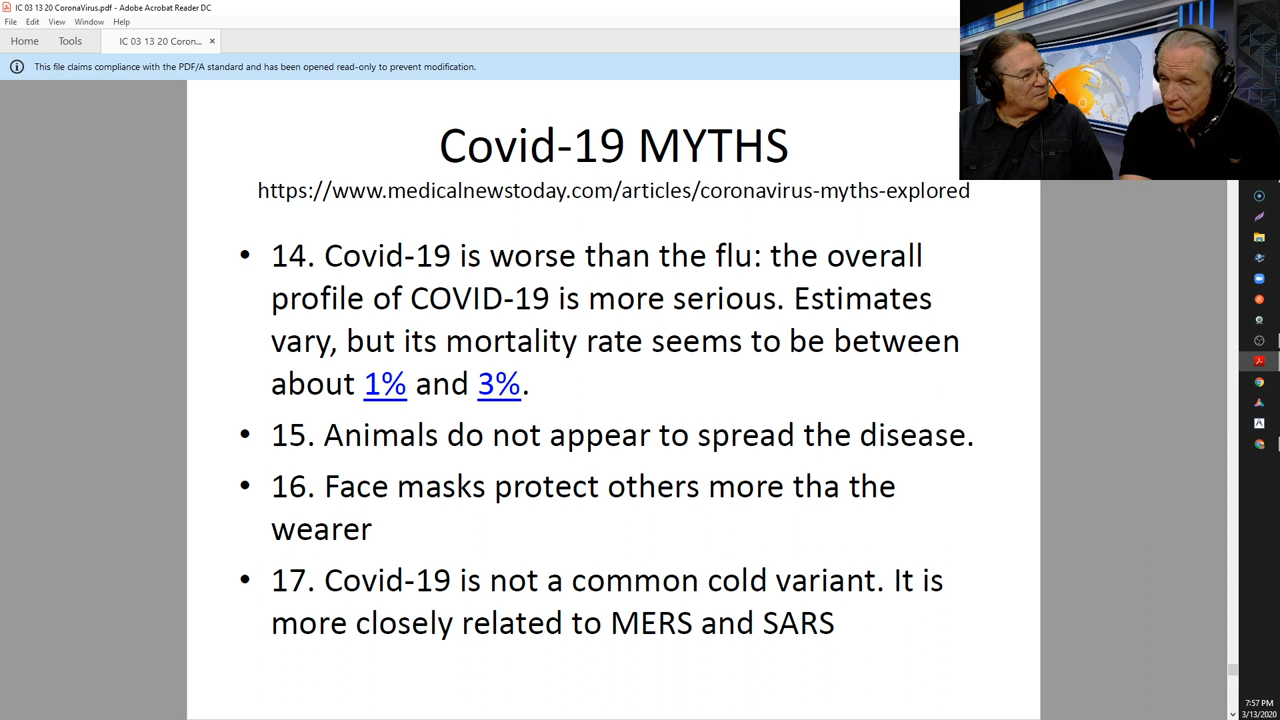 IC 03 13 20 CoronaVirus.pdf - Adobe Acrobat Reader DC
File Edit View Window Help
Home Tools IC 03 13 20 Coron... ×
This file claims compliance with the PDF/A standard and has been opened read-only to prevent modification.
Covid-19 MYTHS
https://www.medicalnewstoday.com/articles/coronavirus-myths-explored
• 14. Covid-19 is worse than the flu: the overall
profile of COVID-19 is more serious. Estimates
vary, but its mortality rate seems to be between
about 1% and 3%.
• 15. Animals do not appear to spread the disease.
• 16. Face masks protect others more tha the
wearer
• 17. Covid-19 is not a common cold variant. It is
more closely related to MERS and SARS
7:57 PM
3/13/2020